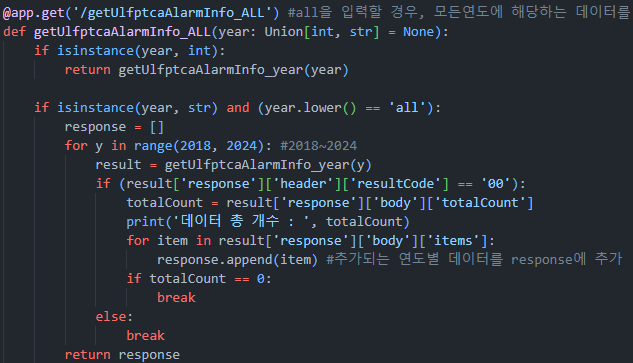 @app.get('/getUlfptcaAlarmInfo_ALL') #all을 입력할 경우, 모든연도에 해당하는 데이터를
def getUlfptcaAlarmInfo_ALL(year: Union[int, str] = None):
    if isinstance(year, int):
        return getUlfptcaAlarmInfo_year(year)

    if isinstance(year, str) and (year.lower() == 'all'):
        response = []
        for y in range(2018, 2024): #2018~2024
            result = getUlfptcaAlarmInfo_year(y)
            if (result['response']['header']['resultCode'] == '00'):
                totalCount = result['response']['body']['totalCount']
                print('데이터 총 개수 : ', totalCount)
                for item in result['response']['body']['items']:
                    response.append(item) #추가되는 연도별 데이터를 response에 추가
                if totalCount == 0:
                    break
            else:
                break
        return response